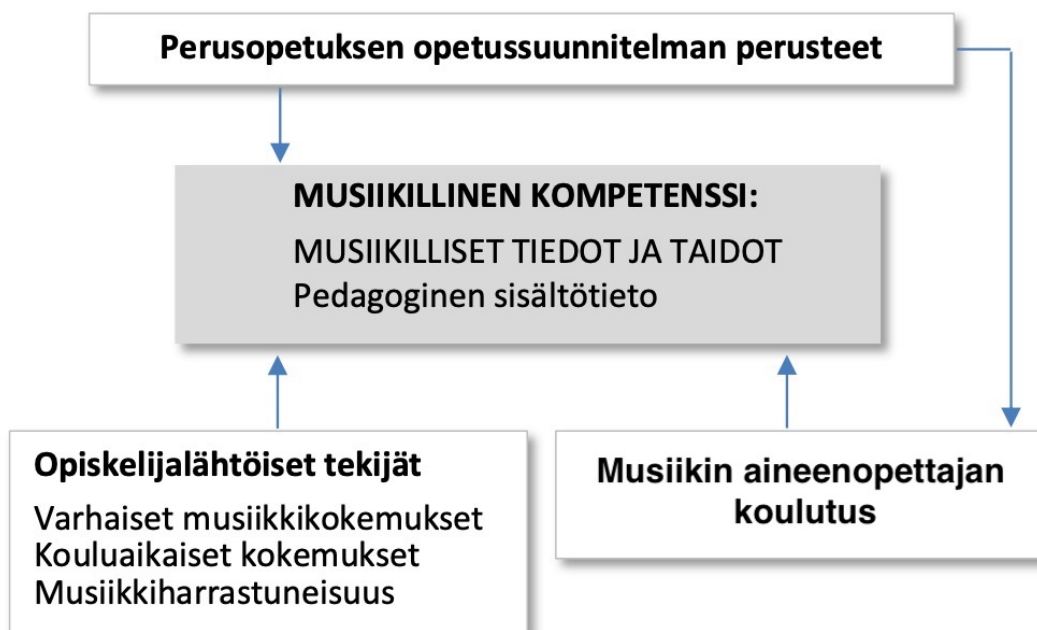 Perusopetuksen opetussuunnitelman perusteet
MUSIIKILLINEN KOMPETENSSI:
MUSIIKILLISET TIEDOT JA TAIDOT
Pedagoginen sisältötieto
Opiskelijalähtöiset tekijät
Varhaiset musiikkikokemukset
Kouluaikaiset kokemukset
Musiikkiharrastuneisuus
Musiikin aineenopettajan
koulutus